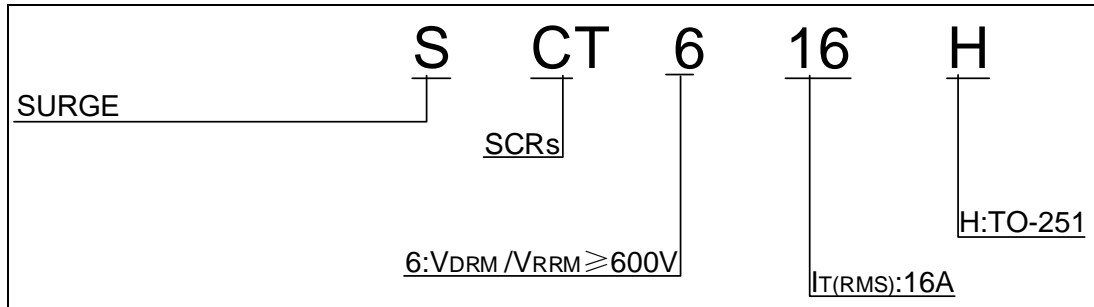 S CT 6 16 H
SURGE
SCRs
H:TO-251
6:VDRM /VRRM≥600V
IT(RMS):16A